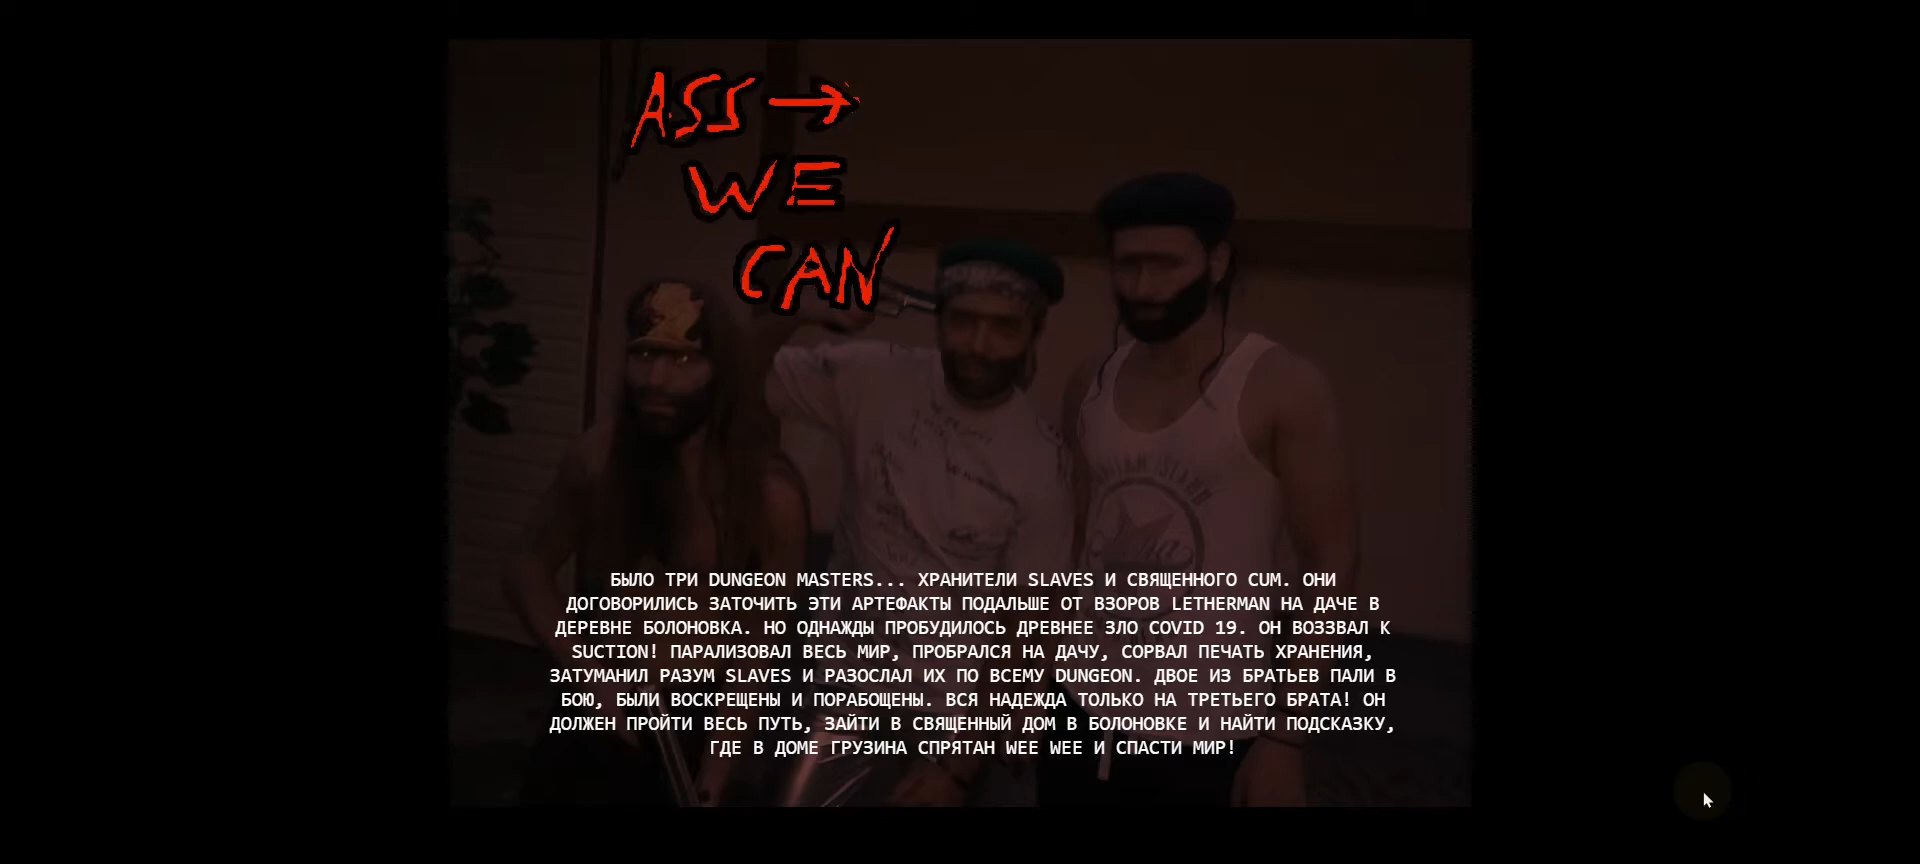 ASS →
WE
CAN
БЫЛО ТРИ DUNGEON MASTERS... ХРАНИТЕЛИ SLAVES И СВЯЩЕННОГО CUM. ОНИ
ДОГОВОРИЛИСЬ ЗАТОЧИТЬ ЭТИ АРТЕФАКТЫ ПОДАЛЬШЕ ОТ ВЗОРОВ LETHERMAN НА ДАЧЕ В
ДЕРЕВНЕ БОЛОНОВКА. НО ОДНАЖДЫ ПРОБУДИЛОСЬ ДРЕВНЕЕ ЗЛО COVID 19. ОН ВОЗЗВАЛ К
SUCTION! ПАРАЛИЗОВАЛ ВЕСЬ МИР, ПРОБРАЛСЯ НА ДАЧУ, СОРВАЛ ПЕЧАТЬ ХРАНЕНИЯ,
ЗАТУМАНИЛ РАЗУМ SLAVES И РАЗОСЛАЛ ИХ ПО ВСЕМУ DUNGEON. ДВОЕ ИЗ БРАТЬЕВ ПАЛИ В
БОЮ, БЫЛИ ВОСКРЕЩЕНЫ И ПОРАБОЩЕНЫ. ВСЯ НАДЕЖДА ТОЛЬКО НА ТРЕТЬЕГО БРАТА! ОН
ДОЛЖЕН ПРОЙТИ ВЕСЬ ПУТЬ, ЗАЙТИ В СВЯЩЕННЫЙ ДОМ В БОЛОНОВКЕ И НАЙТИ ПОДСКАЗКУ,
ГДЕ В ДОМЕ ГРУЗИНА СПРЯТАН WEE WEE И СПАСТИ МИР!